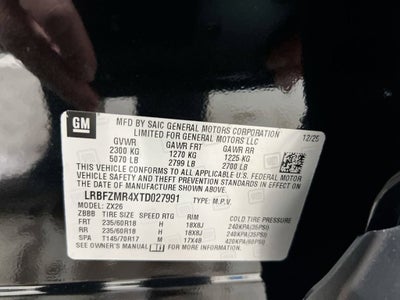 GM
MFD BY SAIC GENERAL MOTORS CORPORATION
LIMITED FOR GENERAL MOTORS LLC
12/25
GVWR GAWR FRT GAWR RR
2300 KG 1270 KG 1225 KG
5070 LB 2799 LB 2700 LB
THIS VEHICLE CONFORMS TO ALL APPLICABLE U.S. FEDERAL MOTOR
VEHICLE SAFETY AND THEFT PREVENTION STANDARDS IN EFFECT
ON THE DATE OF MANUFACTURE SHOWN ABOVE.
LRBFZMR4XTD027991 TYPE: M.P.V.
MODEL: ZX26
ZBBB TIRE SIZE SPEED RTG RIM COLD TIRE PRESSURE
FRT 235/60R18 H 18X8J 240KPA(35PSI)
RR 235/60R18 H 18X8J 240KPA(35PSI)
SPA T145/70R17 M 17X4B 420KPA(60PSI)
SEE OWNER'S MANUAL FOR ADDITIONAL INFORMATION.